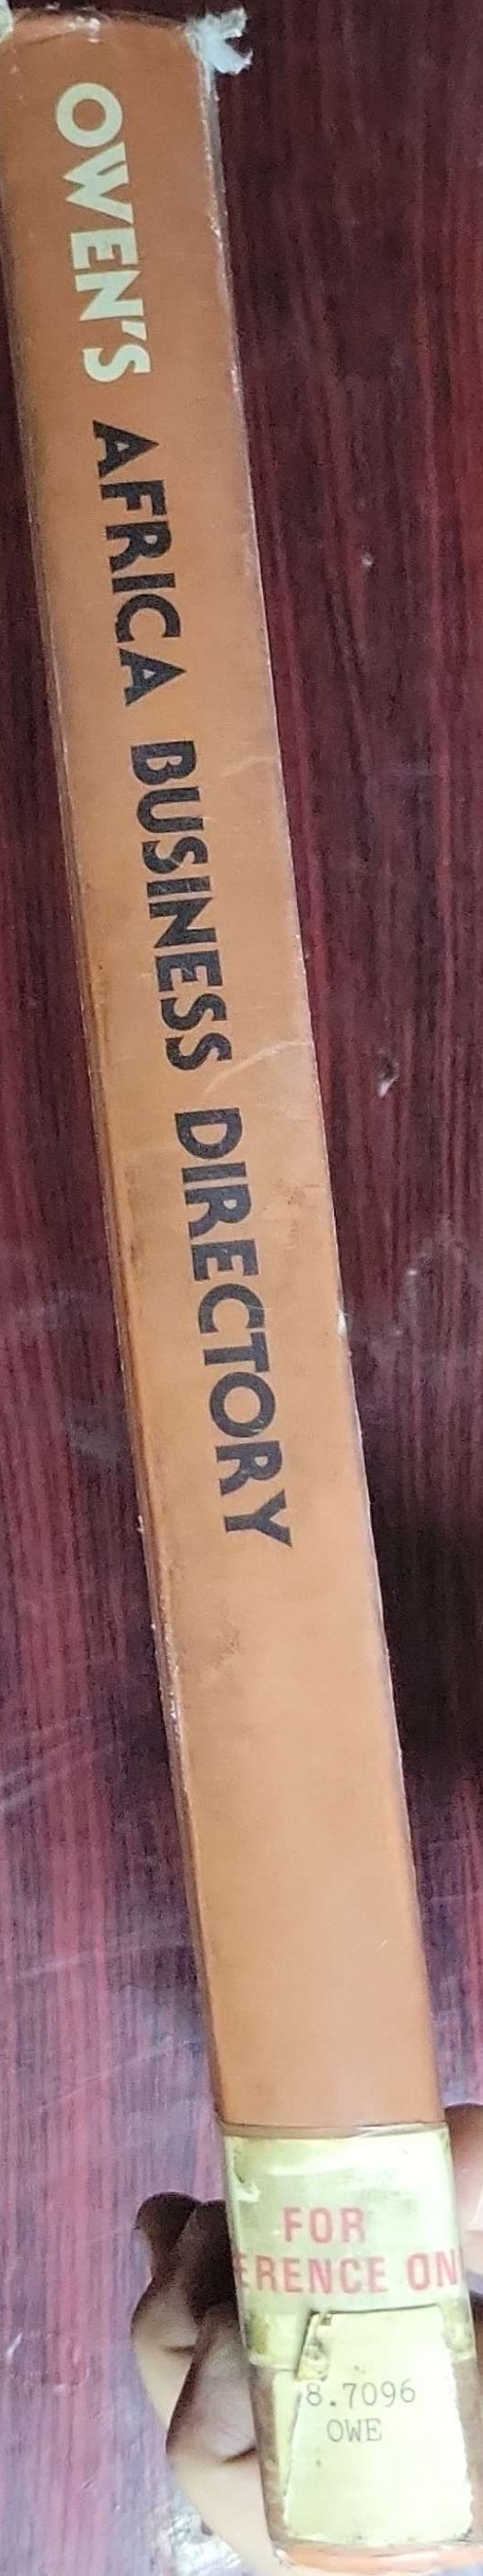 OWEN'S AFRICA BUSINESS DIRECTORY
FOR
ERENCE ON
8.7096
OWE